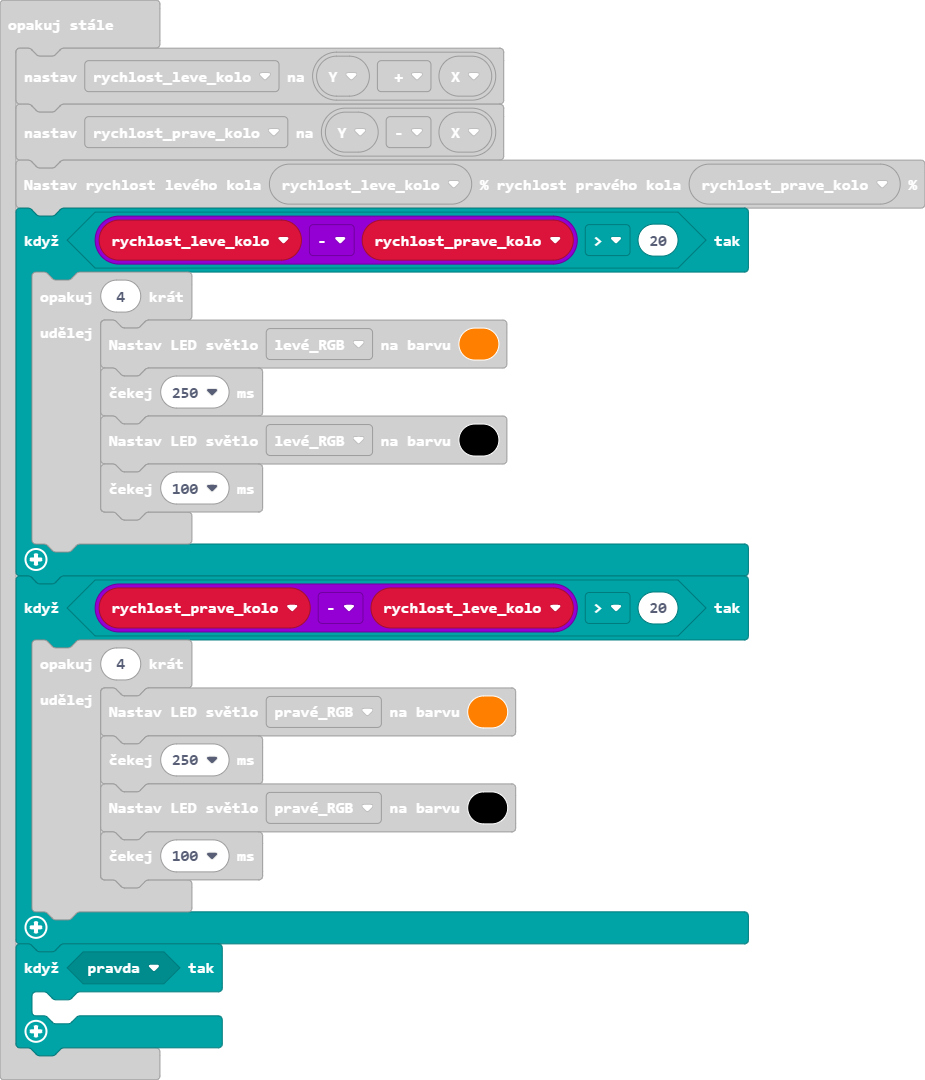 opakuj stále
nastav rychlost_leve_kolo na Y + X
nastav rychlost_prave_kolo na Y - X
Nastav rychlost levého kola rychlost_leve_kolo % rychlost pravého kola rychlost_prave_kolo %
když rychlost_leve_kolo - rychlost_prave_kolo > 20 tak
opakuj 4 krát
udělej
Nastav LED světlo levé_RGB na barvu
čekej 250 ms
Nastav LED světlo levé_RGB na barvu
čekej 100 ms
když rychlost_prave_kolo - rychlost_leve_kolo > 20 tak
opakuj 4 krát
udělej
Nastav LED světlo pravé_RGB na barvu
čekej 250 ms
Nastav LED světlo pravé_RGB na barvu
čekej 100 ms
když pravda tak